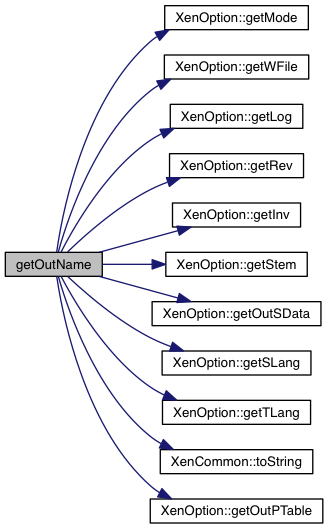 XenOption::getMode
XenOption::getWFile
XenOption::getLog
XenOption::getRev
XenOption::getInv
getOutName
XenOption::getStem
XenOption::getOutSData
XenOption::getSLang
XenOption::getTLang
XenCommon::toString
XenOption::getOutPTable